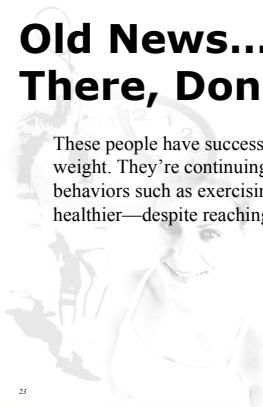 Old News...
There, Don
These people have success
weight. They’re continuing
behaviors such as exercisin
healthier—despite reaching
23